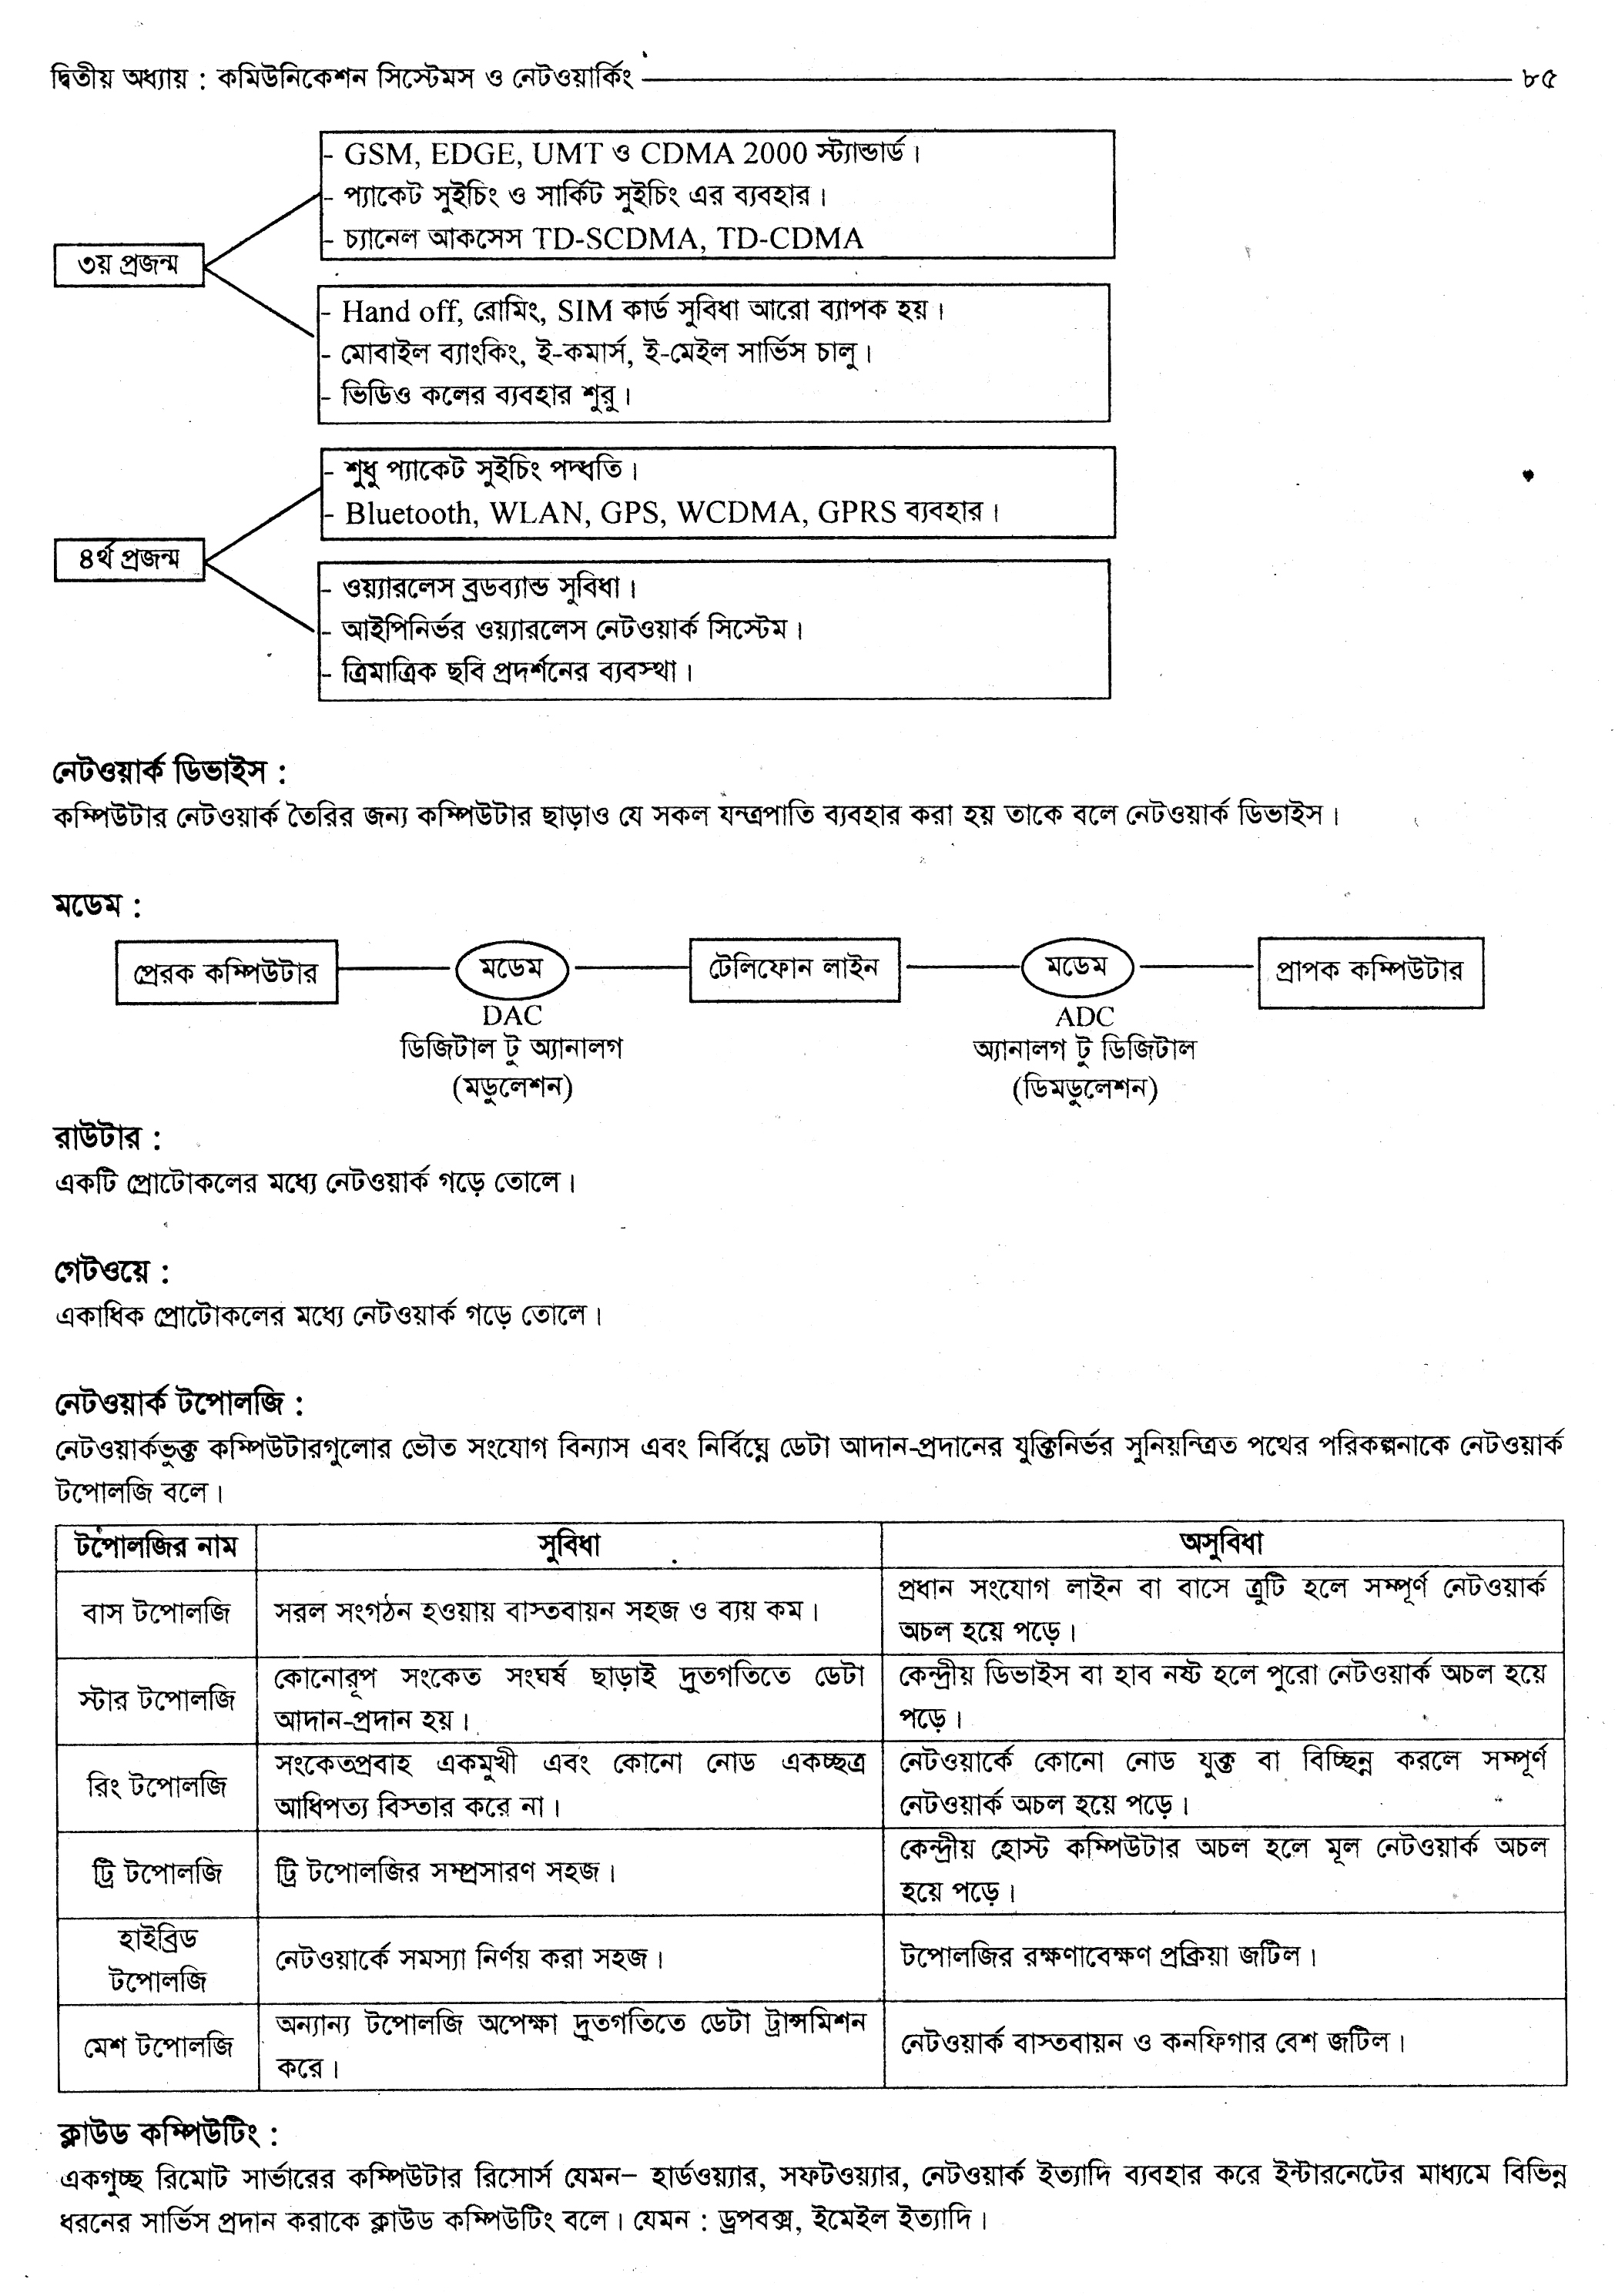 দ্বিতীয় অধ্যায় : কমিউনিকেশন সিস্টেমস ও নেটওয়ার্কিং ৮৫
- GSM, EDGE, UMT ও CDMA 2000 স্ট্যান্ডার্ড।
- প্যাকেট সুইচিং ও সার্কিট সুইচিং এর ব্যবহার।
- চ্যানেল আকসেস TD-SCDMA, TD-CDMA
৩য় প্রজন্ম
- Hand off, রোমিং, SIM কার্ড সুবিধা আরো ব্যাপক হয়।
- মোবাইল ব্যাংকিং, ই-কমার্স, ই-মেইল সার্ভিস চালু।
- ভিডিও কলের ব্যবহার শুরু।
- শুধু প্যাকেট সুইচিং পদ্ধতি।
- Bluetooth, WLAN, GPS, WCDMA, GPRS ব্যবহার।
৪র্থ প্রজন্ম
- ওয়্যারলেস ব্রডব্যান্ড সুবিধা।
- আইপিনির্ভর ওয়্যারলেস নেটওয়ার্ক সিস্টেম।
- ত্রিমাত্রিক ছবি প্রদর্শনের ব্যবস্থা।
নেটওয়ার্ক ডিভাইস :
কম্পিউটার নেটওয়ার্ক তৈরির জন্য কম্পিউটার ছাড়াও যে সকল যন্ত্রপাতি ব্যবহার করা হয় তাকে বলে নেটওয়ার্ক ডিভাইস।
মডেম :
প্রেরক কম্পিউটার মডেম টেলিফোন লাইন মডেম প্রাপক কম্পিউটার
DAC ADC
ডিজিটাল টু অ্যানালগ অ্যানালগ টু ডিজিটাল
(মডুলেশন) (ডিমডুলেশন)
রাউটার :
একটি প্রোটোকলের মধ্যে নেটওয়ার্ক গড়ে তোলে।
গেটওয়ে :
একাধিক প্রোটোকলের মধ্যে নেটওয়ার্ক গড়ে তোলে।
নেটওয়ার্ক টপোলজি :
নেটওয়ার্কভুক্ত কম্পিউটারগুলোর ভৌত সংযোগ বিন্যাস এবং নির্বিঘ্নে ডেটা আদান-প্রদানের যুক্তিনির্ভর সুনিয়ন্ত্রিত পথের পরিকল্পনাকে নেটওয়ার্ক
টপোলজি বলে।
টপোলজির নাম সুবিধা অসুবিধা
বাস টপোলজি সরল সংগঠন হওয়ায় বাস্তবায়ন সহজ ও ব্যয় কম। প্রধান সংযোগ লাইন বা বাসে ত্রুটি হলে সম্পূর্ণ নেটওয়ার্ক
অচল হয়ে পড়ে।
স্টার টপোলজি কোনোরূপ সংকেত সংঘর্ষ ছাড়াই দ্রুতগতিতে ডেটা কেন্দ্রীয় ডিভাইস বা হাব নষ্ট হলে পুরো নেটওয়ার্ক অচল হয়ে
আদান-প্রদান হয়। পড়ে।
রিং টপোলজি সংকেতপ্রবাহ একমুখী এবং কোনো নোড একচ্ছত্র নেটওয়ার্কে কোনো নোড যুক্ত বা বিচ্ছিন্ন করলে সম্পূর্ণ
আধিপত্য বিস্তার করে না। নেটওয়ার্ক অচল হয়ে পড়ে।
ট্রি টপোলজি ট্রি টপোলজির সম্প্রসারণ সহজ। কেন্দ্রীয় হোস্ট কম্পিউটার অচল হলে মূল নেটওয়ার্ক অচল
হয়ে পড়ে।
হাইব্রিড
টপোলজি নেটওয়ার্কে সমস্যা নির্ণয় করা সহজ। টপোলজির রক্ষণাবেক্ষণ প্রক্রিয়া জটিল।
মেশ টপোলজি অন্যান্য টপোলজি অপেক্ষা দ্রুতগতিতে ডেটা ট্রান্সমিশন নেটওয়ার্ক বাস্তবায়ন ও কনফিগার বেশ জটিল।
করে।
ক্লাউড কম্পিউটিং :
একগুচ্ছ রিমোট সার্ভারের কম্পিউটার রিসোর্স যেমন– হার্ডওয়্যার, সফটওয়্যার, নেটওয়ার্ক ইত্যাদি ব্যবহার করে ইন্টারনেটের মাধ্যমে বিভিন্ন
ধরনের সার্ভিস প্রদান করাকে ক্লাউড কম্পিউটিং বলে। যেমন : ড্রপবক্স, ইমেইল ইত্যাদি।